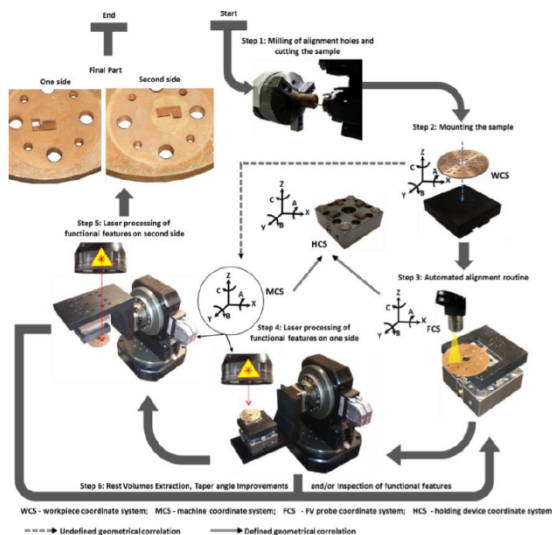 End
Start
Step 1: Milling of alignment holes and
cutting the sample
Final Part
One side
Second side
Step 2: Mounting the sample
WCS
Z
C
A
X
Y
B
Z
C
A
X
Y
B
HCS
Step 5: Laser processing of
functional features on second side
Z
C
A
X
Y
B
MCS
Step 3: Automated alignment routine
Z
C
A
X
Y
B
FCS
Step 4: Laser processing of
functional features on one side
Step 6: Rest Volumes Extraction, Taper angle Improvements
and/or Inspection of functional features
WCS - workpiece coordinate system; MCS - machine coordinate system; FCS - FV probe coordinate system; HCS - holding device coordinate system
Undefined geometrical correlation
Defined geometrical correlation